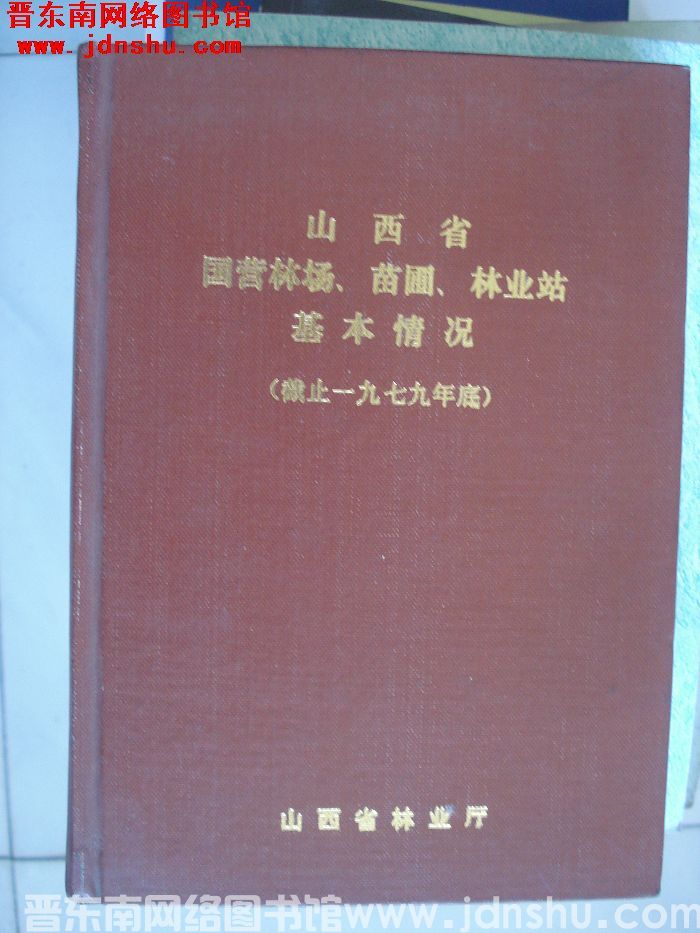 晋东南网络图书馆
www.jdnshu.com
山西省
国营林场、苗圃、林业站
基本情况
(截止一九七九年底)
山西省林业厅
晋东南网络图书馆www.jdnshu.com